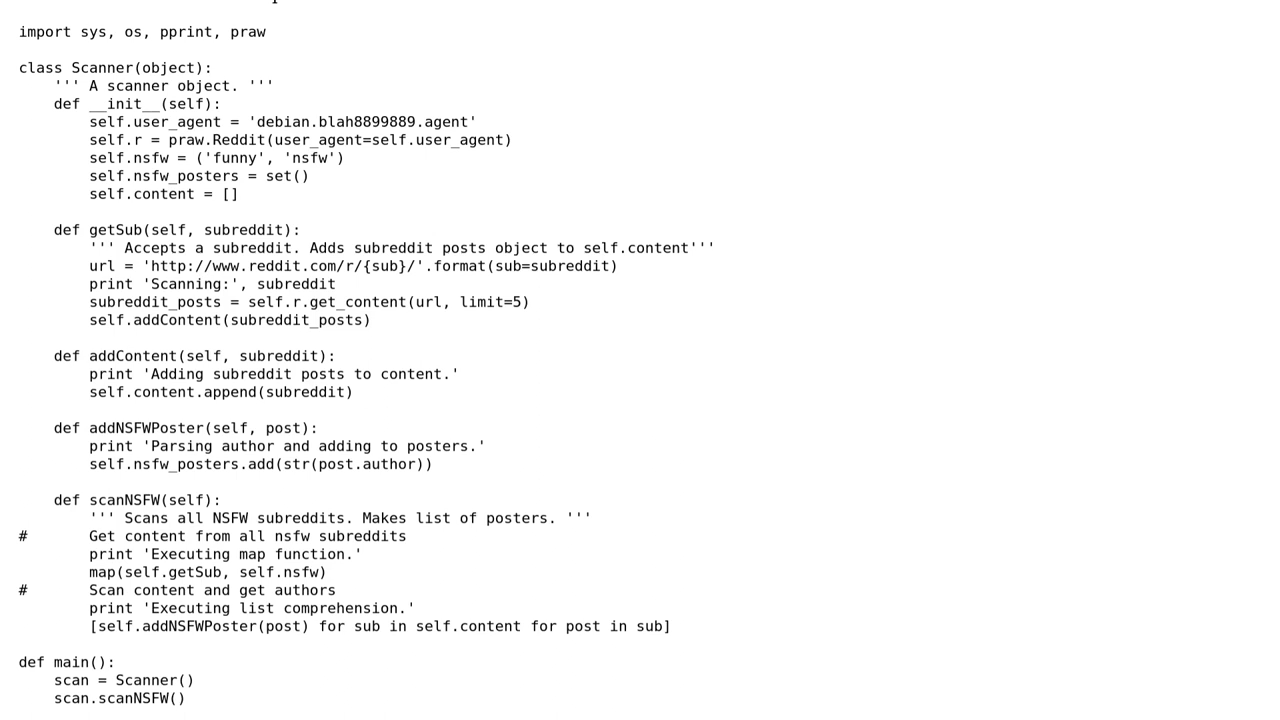 import sys, os, pprint, praw

class Scanner(object):
    ''' A scanner object. '''
    def __init__(self):
        self.user_agent = 'debian.blah8899889.agent'
        self.r = praw.Reddit(user_agent=self.user_agent)
        self.nsfw = ('funny', 'nsfw')
        self.nsfw_posters = set()
        self.content = []

    def getSub(self, subreddit):
        ''' Accepts a subreddit. Adds subreddit posts object to self.content'''
        url = 'http://www.reddit.com/r/{sub}/'.format(sub=subreddit)
        print 'Scanning:', subreddit
        subreddit_posts = self.r.get_content(url, limit=5)
        self.addContent(subreddit_posts)

    def addContent(self, subreddit):
        print 'Adding subreddit posts to content.'
        self.content.append(subreddit)

    def addNSFWPoster(self, post):
        print 'Parsing author and adding to posters.'
        self.nsfw_posters.add(str(post.author))

    def scanNSFW(self):
        ''' Scans all NSFW subreddits. Makes list of posters. '''
#       Get content from all nsfw subreddits
        print 'Executing map function.'
        map(self.getSub, self.nsfw)
#       Scan content and get authors
        print 'Executing list comprehension.'
        [self.addNSFWPoster(post) for sub in self.content for post in sub]

def main():
    scan = Scanner()
    scan.scanNSFW()